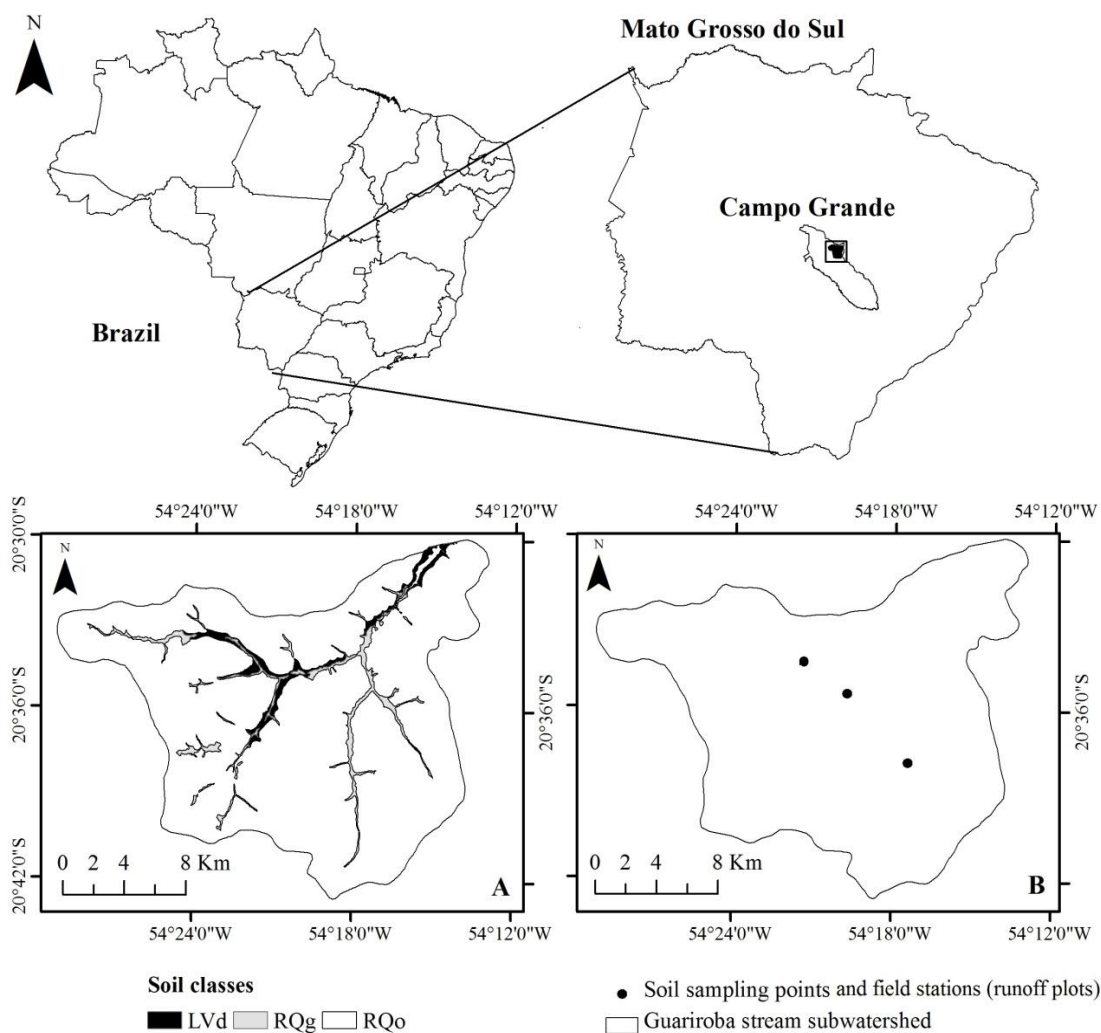 N
Mato Grosso do Sul
Campo Grande
Brazil
54°24'0"W 54°18'0"W 54°12'0"W
54°24'0"W 54°18'0"W 54°12'0"W
20°30'0"S
N
N
20°36'0"S
20°36'0"S
20°42'0"S
0 2 4 8 Km
A
0 2 4 8 Km
B
54°24'0"W 54°18'0"W 54°12'0"W
54°24'0"W 54°18'0"W 54°12'0"W
Soil classes
LVd RQg RQo
Soil sampling points and field stations (runoff plots)
Guariroba stream subwatershed